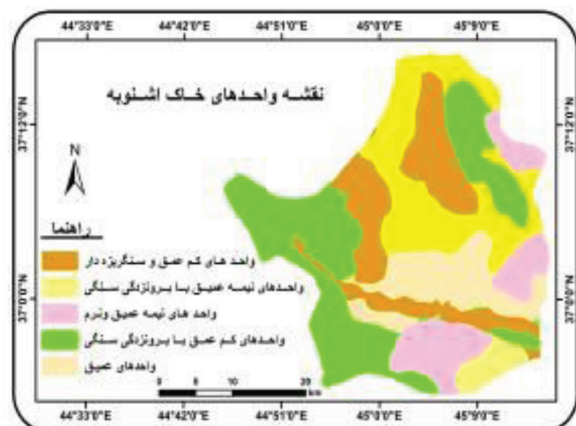 44°33'0"E 44°42'0"E 44°51'0"E 45°0'0"E 45°9'0"E
نقشه واحدهای خاک اشنویه
37°12'0"N 37°12'0"N
N
راهنما
واحد های کم عمق و سنگریزه دار
واحدهای نیمه عمیق با برونزدگی سنگی
37°0'0"N 37°0'0"N
واحد های نیمه عمیق ونرم
واحدهای کم عمق با برونزدگی سنگی
واحدهای عمیق
0 5 10 20
km
44°33'0"E 44°42'0"E 44°51'0"E 45°0'0"E 45°9'0"E